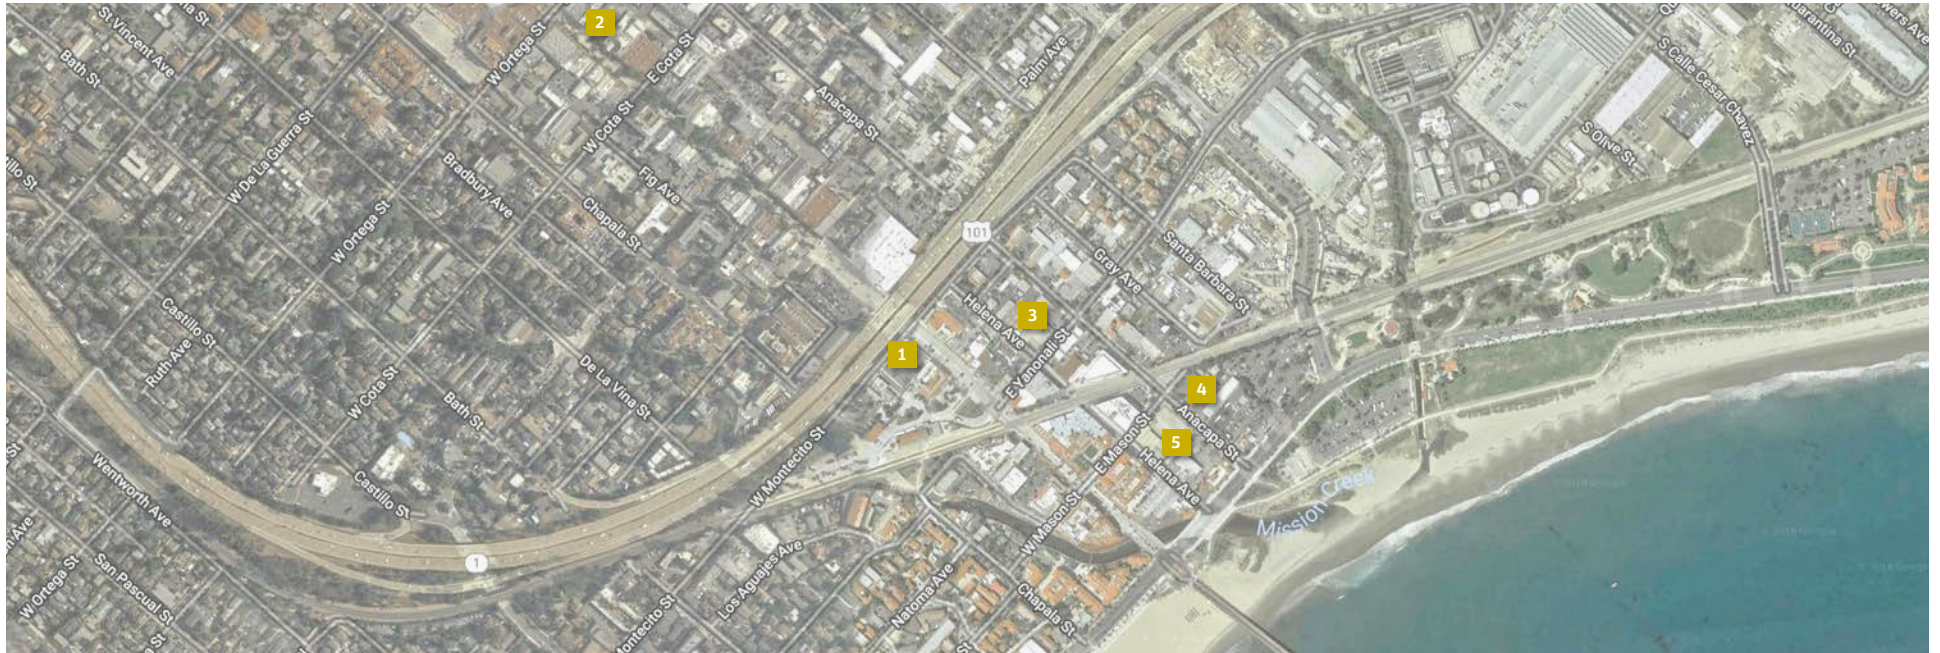 St Vincent Ave
Bath St
W Ortega St
2
E Cota St
Palm Ave
Anacapa St
W Cota St
W De La Guerra St
Bradbury Ave
Fig Ave
Chapala St
W Ortega St
101
Gray Ave
Santa Barbara St
S Calle Cesar Chavez
S Olive St
Quarantina St
Helena Ave
3
1
E Yanonali St
Castillo St
Ruth Ave
W Cota St
Bath St
De La Vina St
4
Anacapa St
5
E Mason St
Helena Ave
W Montecito St
Wentworth Ave
Castillo St
Mission Creek
W Mason St
1
Los Aguajes Ave
San Pascual St
W Ortega St
Natoma Ave
Chapala St
Montecito St